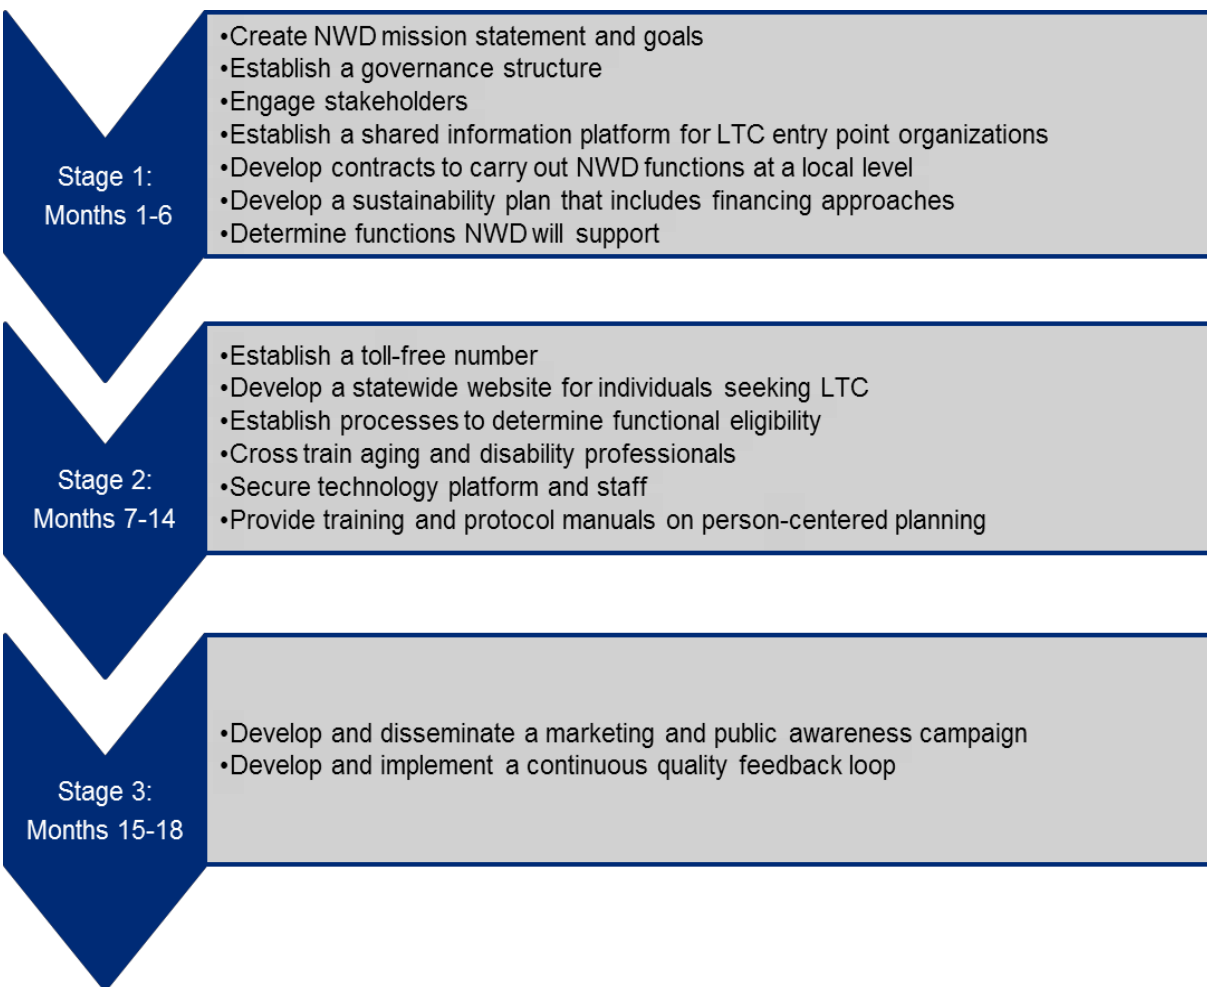 Stage 1:
Months 1-6
•Create NWD mission statement and goals
•Establish a governance structure
•Engage stakeholders
•Establish a shared information platform for LTC entry point organizations
•Develop contracts to carry out NWD functions at a local level
•Develop a sustainability plan that includes financing approaches
•Determine functions NWD will support
Stage 2:
Months 7-14
•Establish a toll-free number
•Develop a statewide website for individuals seeking LTC
•Establish processes to determine functional eligibility
•Cross train aging and disability professionals
•Secure technology platform and staff
•Provide training and protocol manuals on person-centered planning
Stage 3:
Months 15-18
•Develop and disseminate a marketing and public awareness campaign
•Develop and implement a continuous quality feedback loop